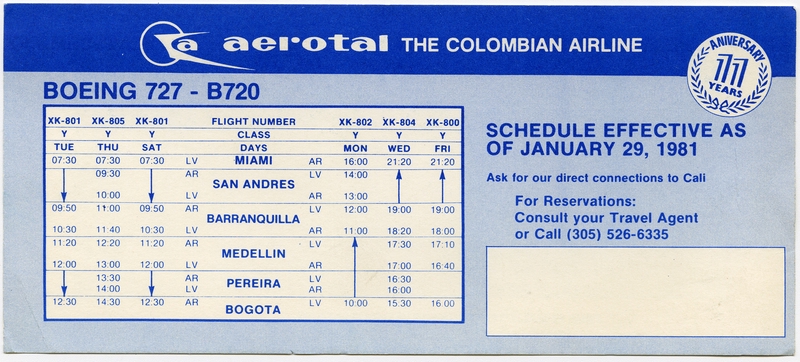 a aerotal THE COLOMBIAN AIRLINE
ANIVERSARY
11 YEARS
BOEING 727 - B720
XK-801 XK-805 XK-801 FLIGHT NUMBER XK-802 XK-804 XK-800
Y Y Y CLASS Y Y Y
TUE THU SAT DAYS MON WED FRI
07:30 07:30 07:30 LV MIAMI AR 16:00 21:20 21:20
09:30 AR LV 14:00
SAN ANDRES
10:00 LV AR 13:00
09:50 11:00 09:50 AR LV 12:00 19:00 19:00
BARRANQUILLA
10:30 11:40 10:30 LV AR 11:00 18:20 18:00
11:20 12:20 11:20 AR LV 17:30 17:10
MEDELLIN
12:00 13:00 12:00 LV AR 17:00 16:40
13:30 AR LV 16:30
PEREIRA
14:00 LV AR 16:00
12:30 14:30 12:30 AR LV 10:00 15:30 16:00
BOGOTA
SCHEDULE EFFECTIVE AS
OF JANUARY 29, 1981
Ask for our direct connections to Cali
For Reservations:
Consult your Travel Agent
or Call (305) 526-6335